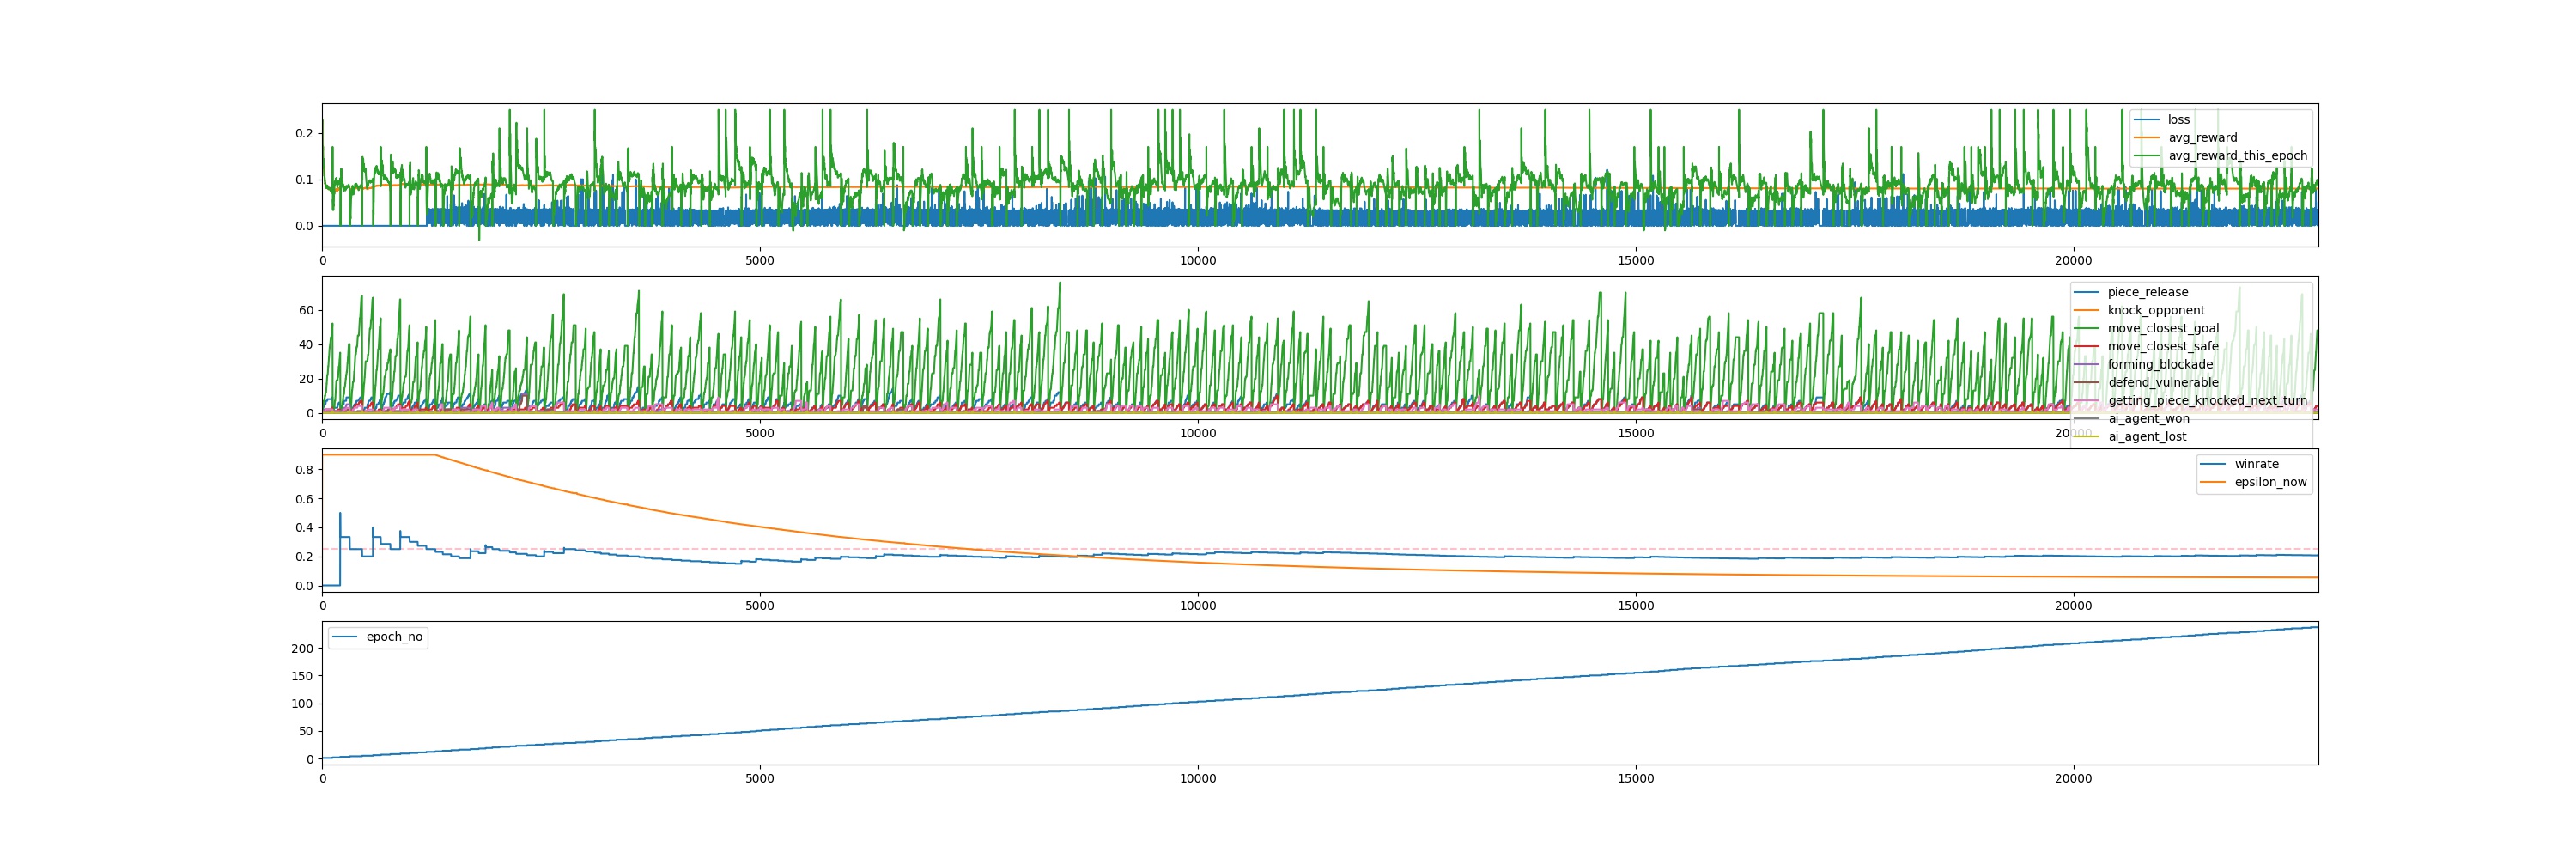 0.2
0.1
0.0
loss
avg_reward
avg_reward_this_epoch
0 5000 10000 15000 20000
60
40
20
0
piece_release
knock_opponent
move_closest_goal
move_closest_safe
forming_blockade
defend_vulnerable
getting_piece_knocked_next_turn
ai_agent_won
ai_agent_lost
0 5000 10000 15000 20000
0.8
0.6
0.4
0.2
0.0
winrate
epsilon_now
0 5000 10000 15000 20000
200
150
100
50
0
epoch_no
0 5000 10000 15000 20000